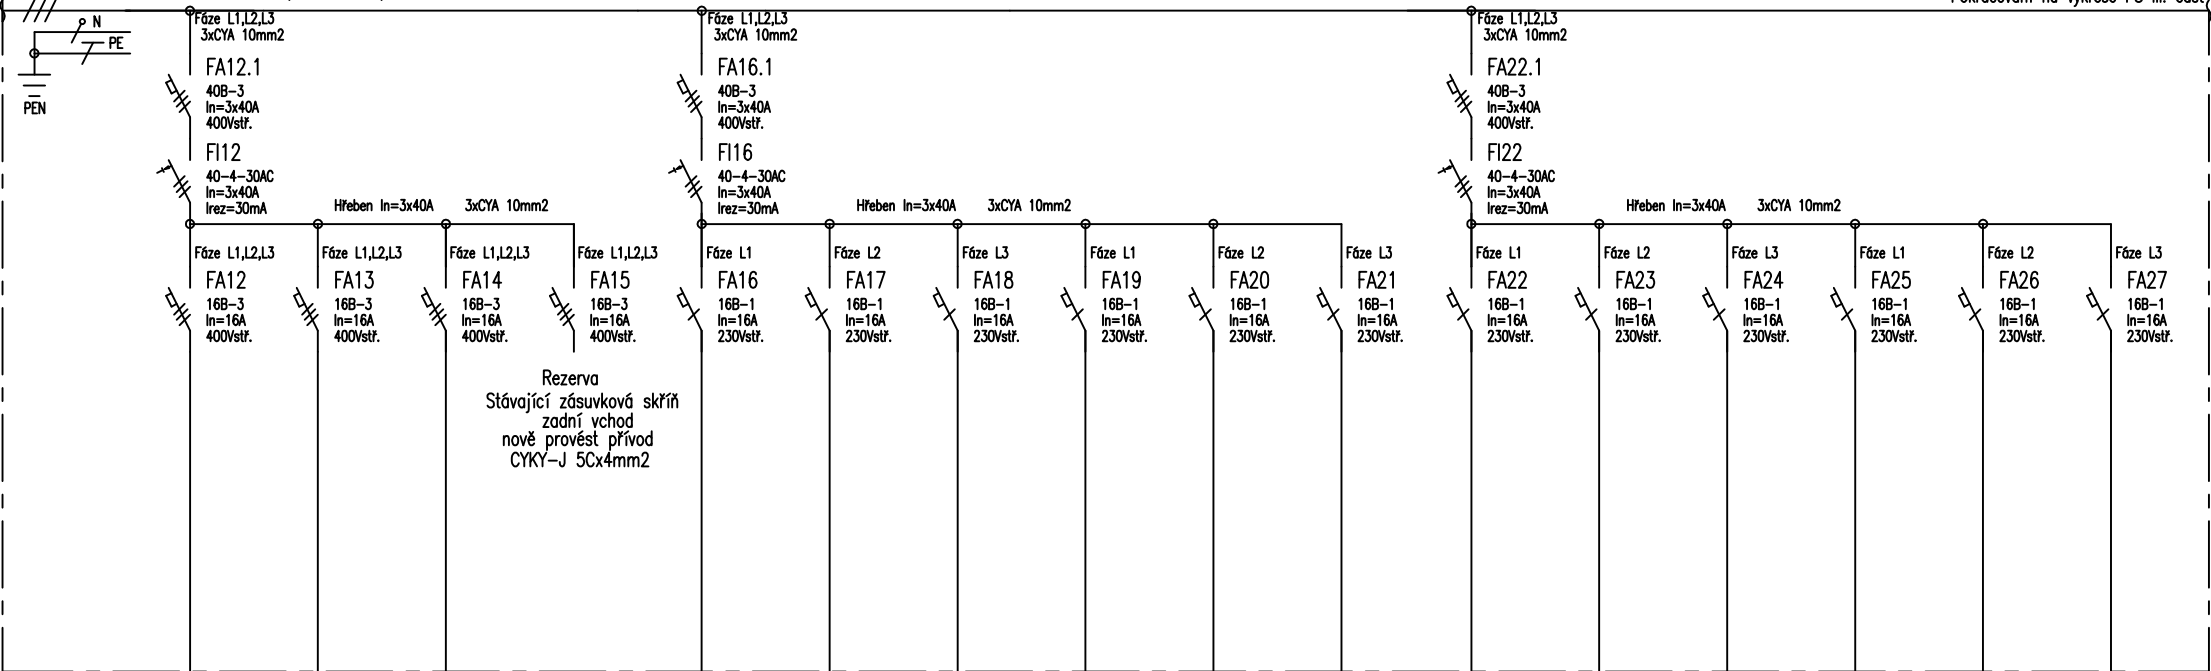 Fáze L1,L2,L3
3xCYA 10mm2
Fáze L1,L2,L3
3xCYA 10mm2
Fáze L1,L2,L3
3xCYA 10mm2
N
PE
PEN
FA12.1
40B-3
In=3x40A
400Vstř.
FA16.1
40B-3
In=3x40A
400Vstř.
FA22.1
40B-3
In=3x40A
400Vstř.
FI12
40-4-30AC
In=3x40A
Irez=30mA
FI16
40-4-30AC
In=3x40A
Irez=30mA
FI22
40-4-30AC
In=3x40A
Irez=30mA
Hřeben In=3x40A 3xCYA 10mm2
Hřeben In=3x40A 3xCYA 10mm2
Hřeben In=3x40A 3xCYA 10mm2
Fáze L1,L2,L3
FA12
16B-3
In=16A
400Vstř.
Fáze L1,L2,L3
FA13
16B-3
In=16A
400Vstř.
Fáze L1,L2,L3
FA14
16B-3
In=16A
400Vstř.
Fáze L1,L2,L3
FA15
16B-3
In=16A
400Vstř.
Fáze L1
FA16
16B-1
In=16A
230Vstř.
Fáze L2
FA17
16B-1
In=16A
230Vstř.
Fáze L3
FA18
16B-1
In=16A
230Vstř.
Fáze L1
FA19
16B-1
In=16A
230Vstř.
Fáze L2
FA20
16B-1
In=16A
230Vstř.
Fáze L3
FA21
16B-1
In=16A
230Vstř.
Fáze L1
FA22
16B-1
In=16A
230Vstř.
Fáze L2
FA23
16B-1
In=16A
230Vstř.
Fáze L3
FA24
16B-1
In=16A
230Vstř.
Fáze L1
FA25
16B-1
In=16A
230Vstř.
Fáze L2
FA26
16B-1
In=16A
230Vstř.
Fáze L3
FA27
16B-1
In=16A
230Vstř.
Rezerva
Stávající zásuvková skříň
zadní vchod
nově provést přívod
CYKY-J 5Cx4mm2